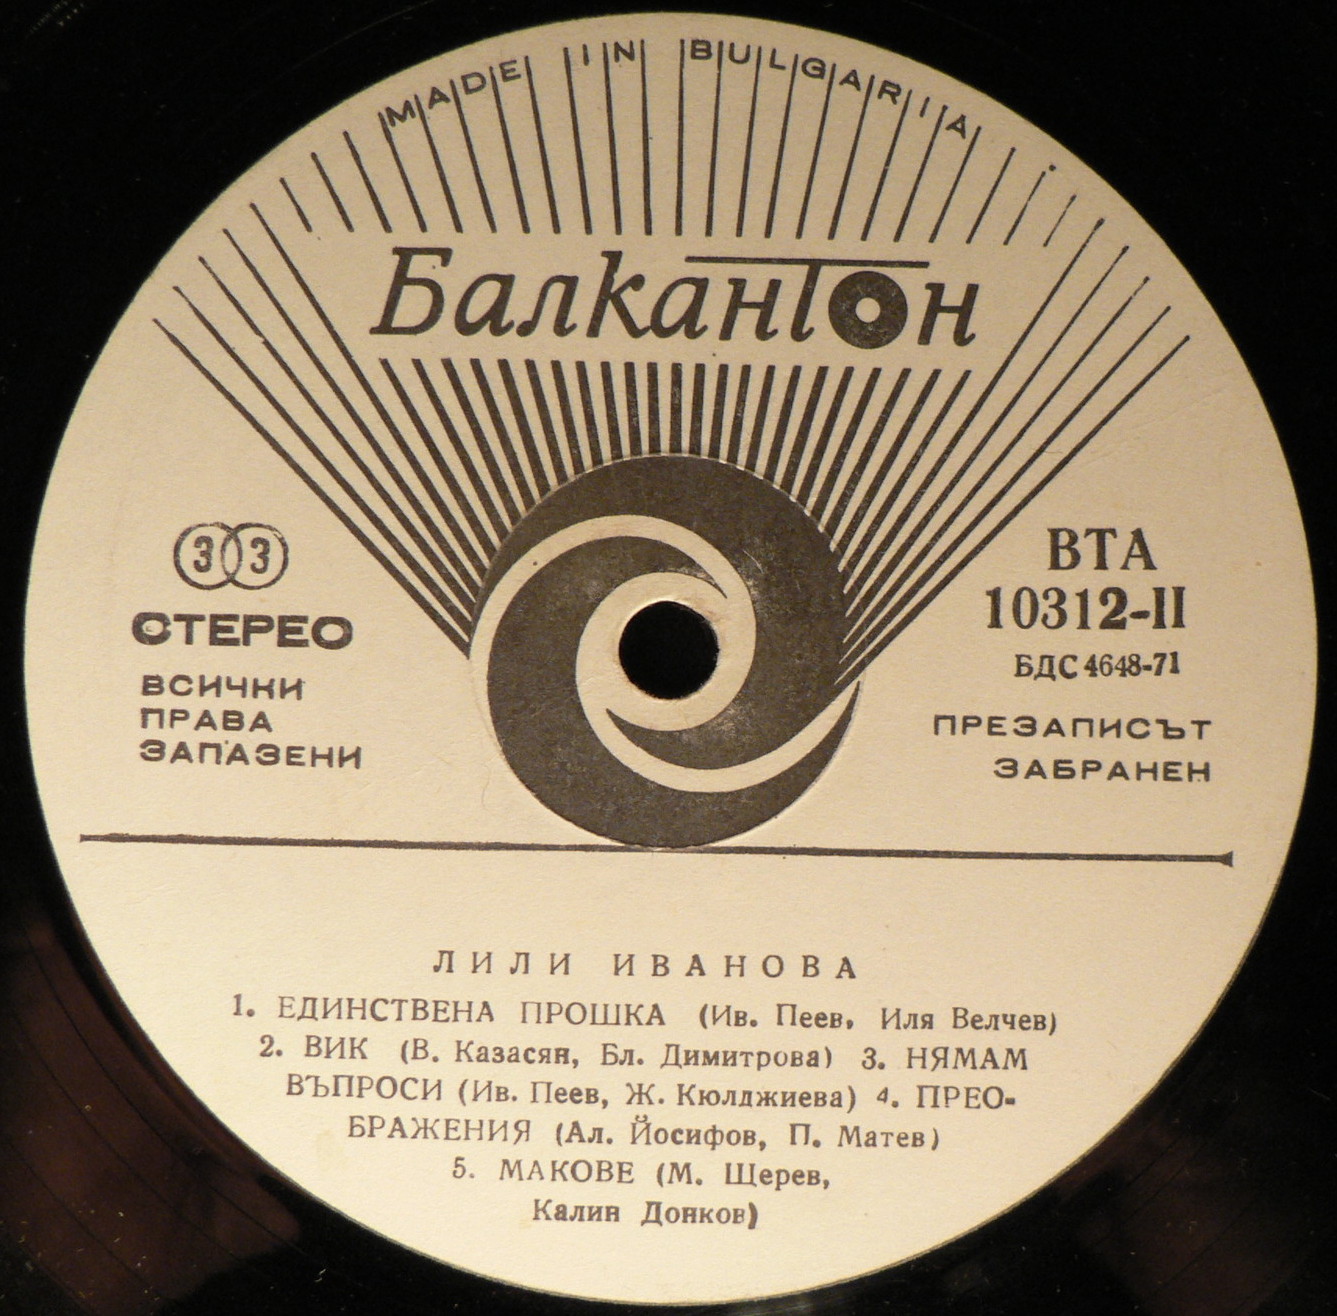 MADE IN BULGARIA
Балкантон
33
СТЕРЕО
ВСИЧКИ
ПРАВА
ЗАПАЗЕНИ
ВТА
10312-II
БДС 4648-71
ПРЕЗАПИСЪТ
ЗАБРАНЕН
ЛИЛИ ИВАНОВА
1. ЕДИНСТВЕНА ПРОШКА (Ив. Пеев, Иля Велчев)
2. ВИК (В. Казасян, Бл. Димитрова) 3. НЯМАМ
ВЪПРОСИ (Ив. Пеев, Ж. Кюлджиева) 4. ПРЕО-
БРАЖЕНИЯ (Ал. Йосифов, П. Матев)
5. МАКОВЕ (М. Щерев,
Калин Донков)